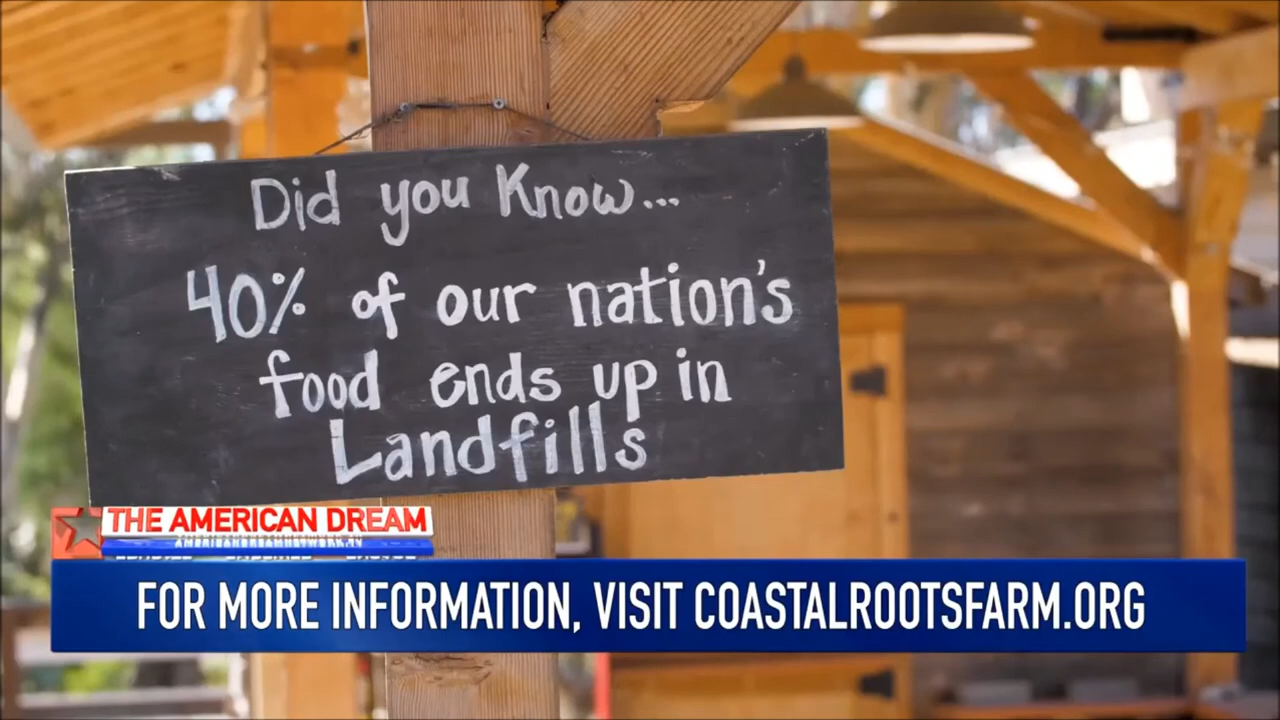 Did you Know...
40% of our nation's
food ends up in
Landfills
THE AMERICAN DREAM
FOR MORE INFORMATION, VISIT COASTALROOTSFARM.ORG